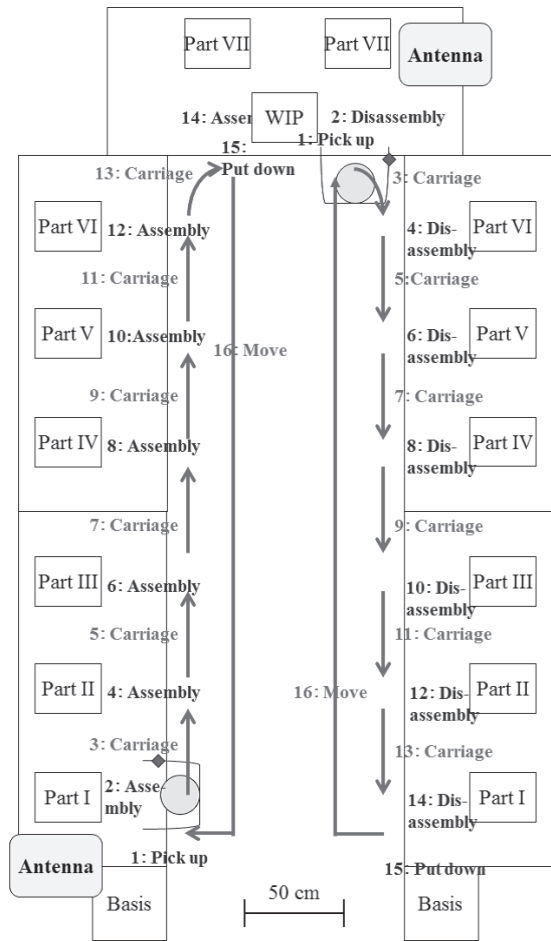 Part VII
Part VII
Antenna
14: Asser
WIP
2: Disassembly
15:
1: Pick up
Put down
13: Carriage
3: Carriage
Part VI
12: Assembly
4: Dis-
assembly
Part VI
11: Carriage
5:Carriage
Part V
10:Assembly
6: Dis-
assembly
Part V
16: Move
9: Carriage
7: Carriage
Part IV
8: Assembly
8: Dis-
assembly
Part IV
7: Carriage
9: Carriage
Part III
6: Assembly
10: Dis-
assembly
Part III
5: Carriage
11: Carriage
Part II
4: Assembly
16: Move
12: Dis-
assembly
Part II
3: Carriage
13: Carriage
Part I
2: Asse-
mbly
14: Dis-
assembly
Part I
Antenna
1: Pick up
15: Put down
Basis
50 cm
Basis